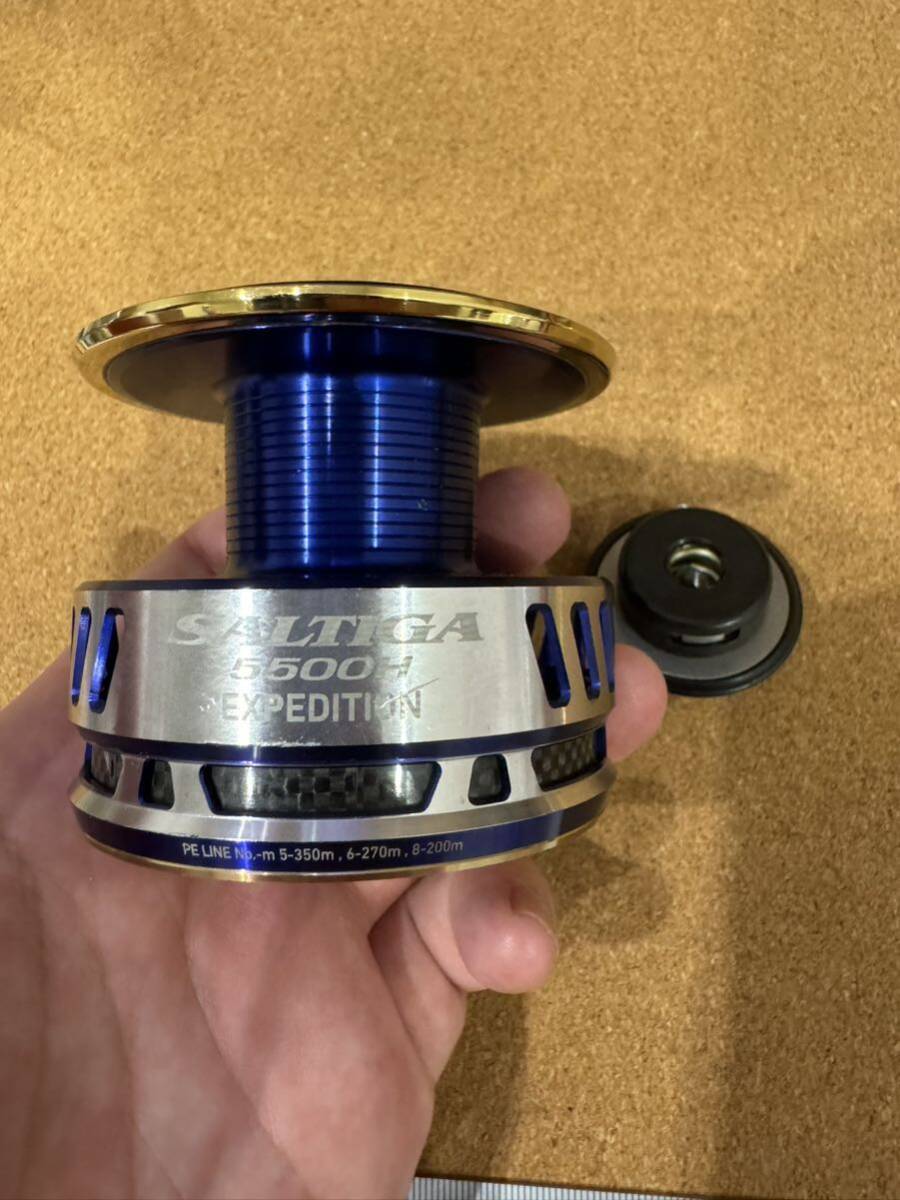 SALTIGA
5500H
EXPEDITION
PE LINE No.-m 5-350m , 6-270m , 8-200m